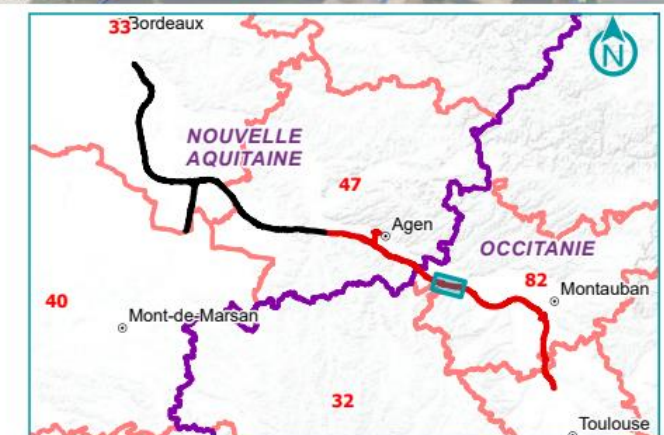 33
Bordeaux
N
NOUVELLE
AQUITAINE
47
Agen
OCCITANIE
82
Montauban
40
Mont-de-Marsan
32
Toulouse